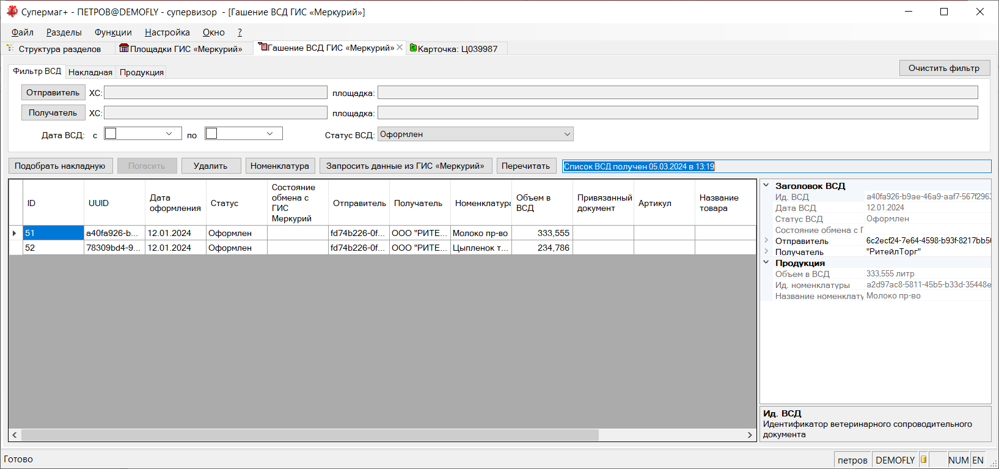 Супермаг+ - ПЕТРОВ@DEMOFLY - супервизор - [Гашение ВСД ГИС «Меркурий»]
Файл Разделы Функции Настройка Окно ?
Структура разделов Площадки ГИС «Меркурий» Гашение ВСД ГИС «Меркурий» Карточка: Ц039987
Фильтр ВСД Накладная Продукция Очистить фильтр
Отправитель ХС: площадка:
Получатель ХС: площадка:
Дата ВСД: с по Статус ВСД: Оформлен
Подобрать накладную Погасить Удалить Номенклатура Запросить данные из ГИС «Меркурий» Перечитать Список ВСД получен 05.03.2024 в 13:19
ID UUID Дата оформления Статус Состояние обмена с ГИС Меркурий Отправитель Получатель Номенклатура Объем в ВСД Привязанный документ Артикул Название товара
51 a40fa926-b... 12.01.2024 Оформлен fd74b226-0f... ООО "РИТЕ... Молоко пр-во 333,555
52 78309bd4-9... 12.01.2024 Оформлен fd74b226-0f... ООО "РИТЕ... Цыпленок т... 234,786
Заголовок ВСД
Ид. ВСД a40fa926-b9ae-46a9-aaf7-567f2963
Дата ВСД 12.01.2024
Статус ВСД Оформлен
Состояние обмена с Г
Отправитель 6c2ecf24-7e64-4598-b93f-8217bb56
Получатель "РитейлТорг"
Продукция
Объем в ВСД 333,555 литр
Ид. номенклатуры a2d97ac8-5811-45b5-b33d-35448e
Название номенклату Молоко пр-во
Ид. ВСД
Идентификатор ветеринарного сопроводительного
документа
Готово петров DEMOFLY NUM EN